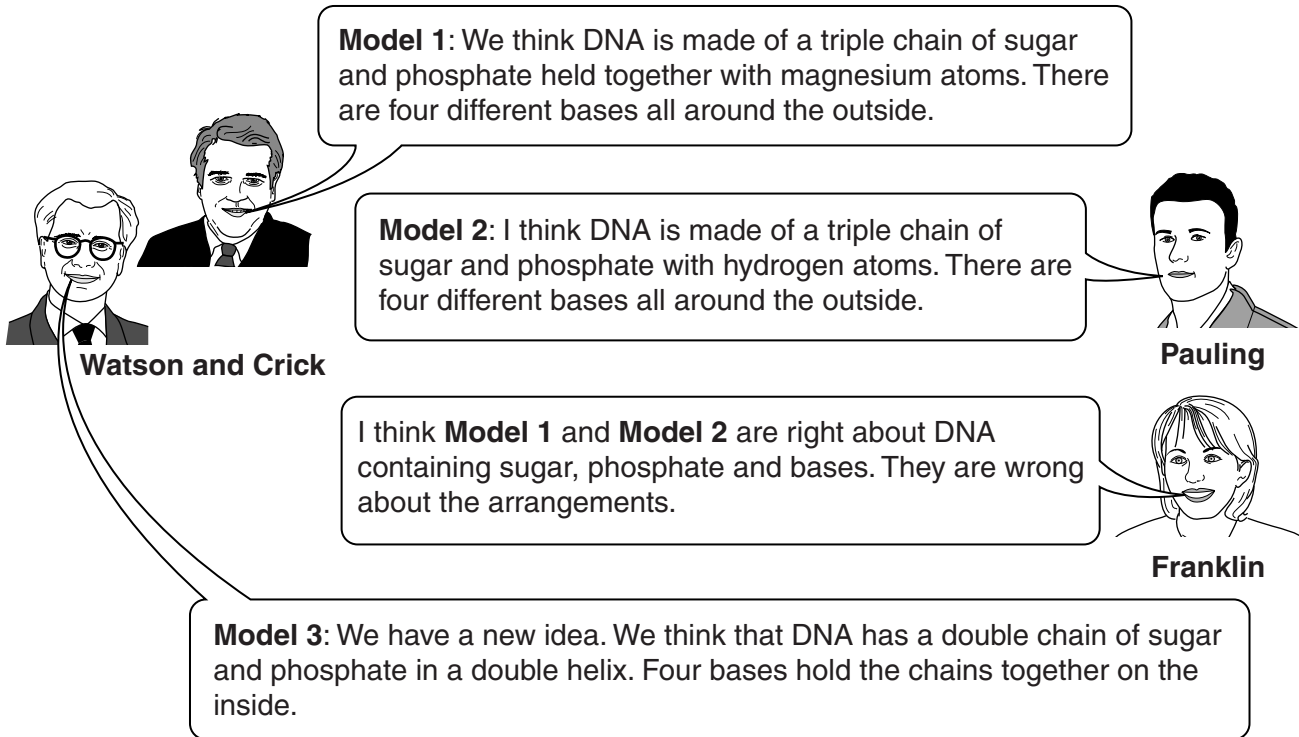 Model 1: We think DNA is made of a triple chain of sugar
and phosphate held together with magnesium atoms. There
are four different bases all around the outside.
Model 2: I think DNA is made of a triple chain of
sugar and phosphate with hydrogen atoms. There are
four different bases all around the outside.
Watson and Crick
Pauling
I think Model 1 and Model 2 are right about DNA
containing sugar, phosphate and bases. They are wrong
about the arrangements.
Franklin
Model 3: We have a new idea. We think that DNA has a double chain of sugar
and phosphate in a double helix. Four bases hold the chains together on the
inside.